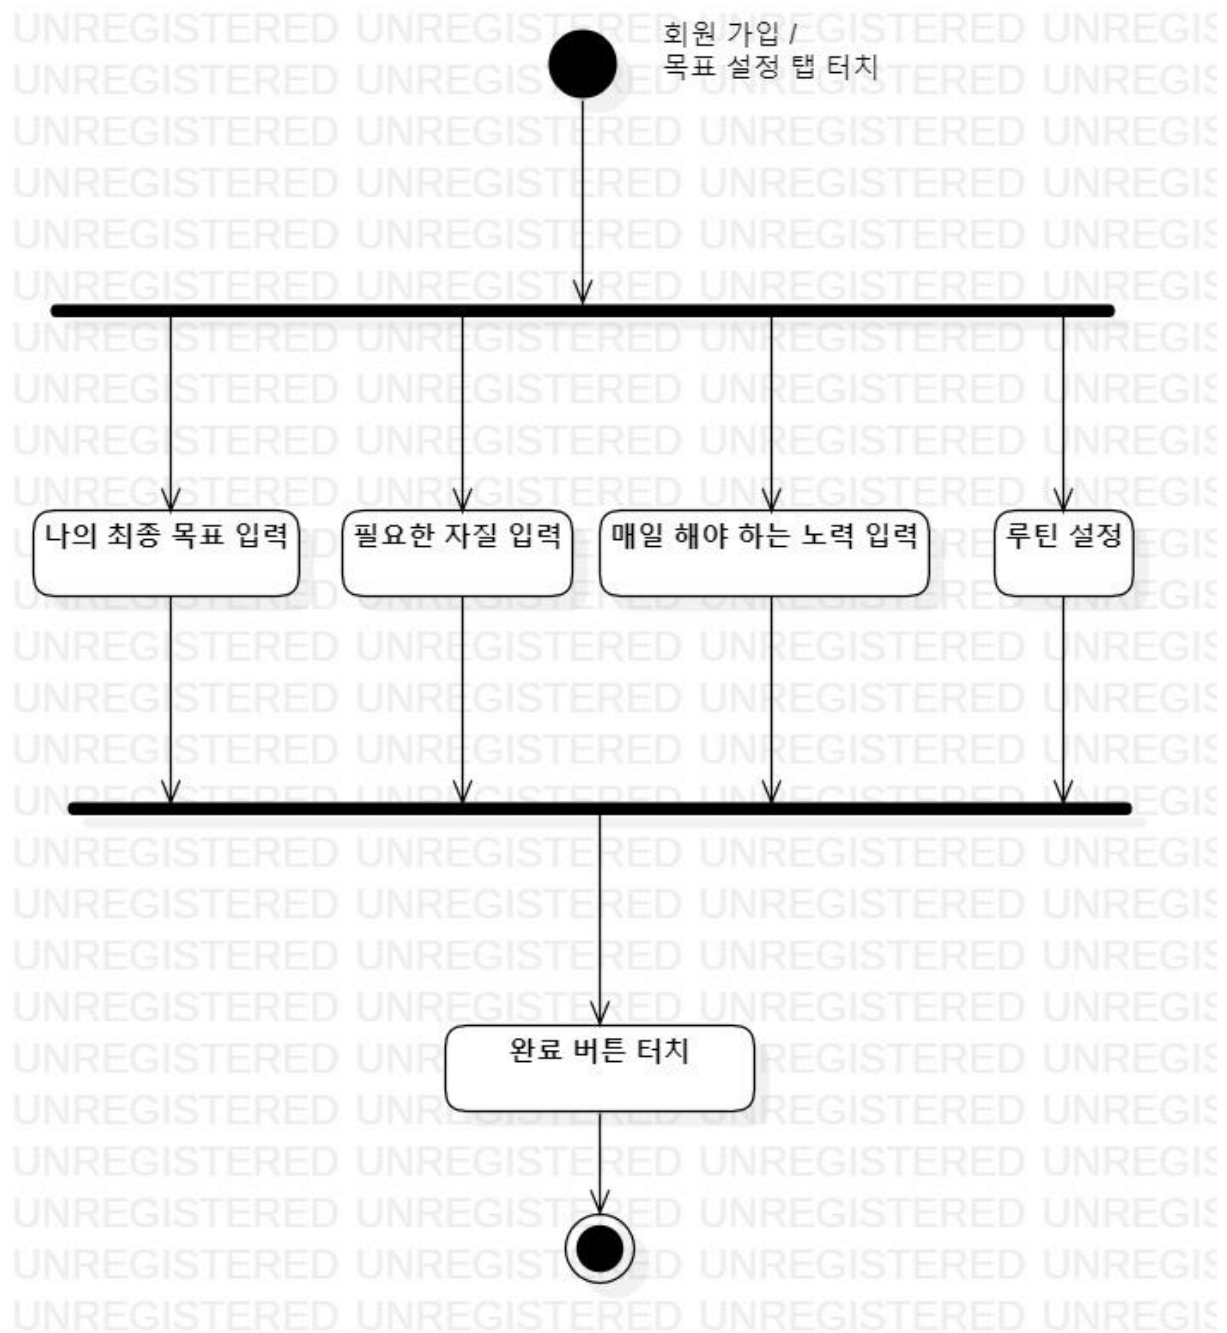 회원 가입 /
목표 설정 탭 터치
나의 최종 목표 입력
필요한 자질 입력
매일 해야 하는 노력 입력
루틴 설정
완료 버튼 터치
UNREGISTERED